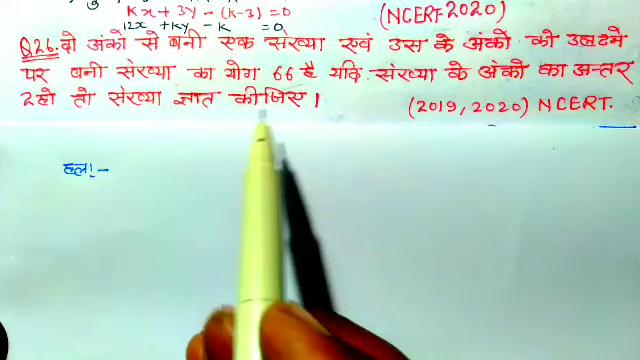 Kx + 3y - (k-3) = 0
(NCERT-2020)
12x + ky - k = 0
Q26. दो अंको से बनी एक संख्या एवं उस के अंको को उलटने
पर बनी संख्या का योग 66 है यदि संख्या के अंको का अन्तर
2 हो तो संख्या ज्ञात कीजिए।
(2019, 2020) NCERT.
हल!-